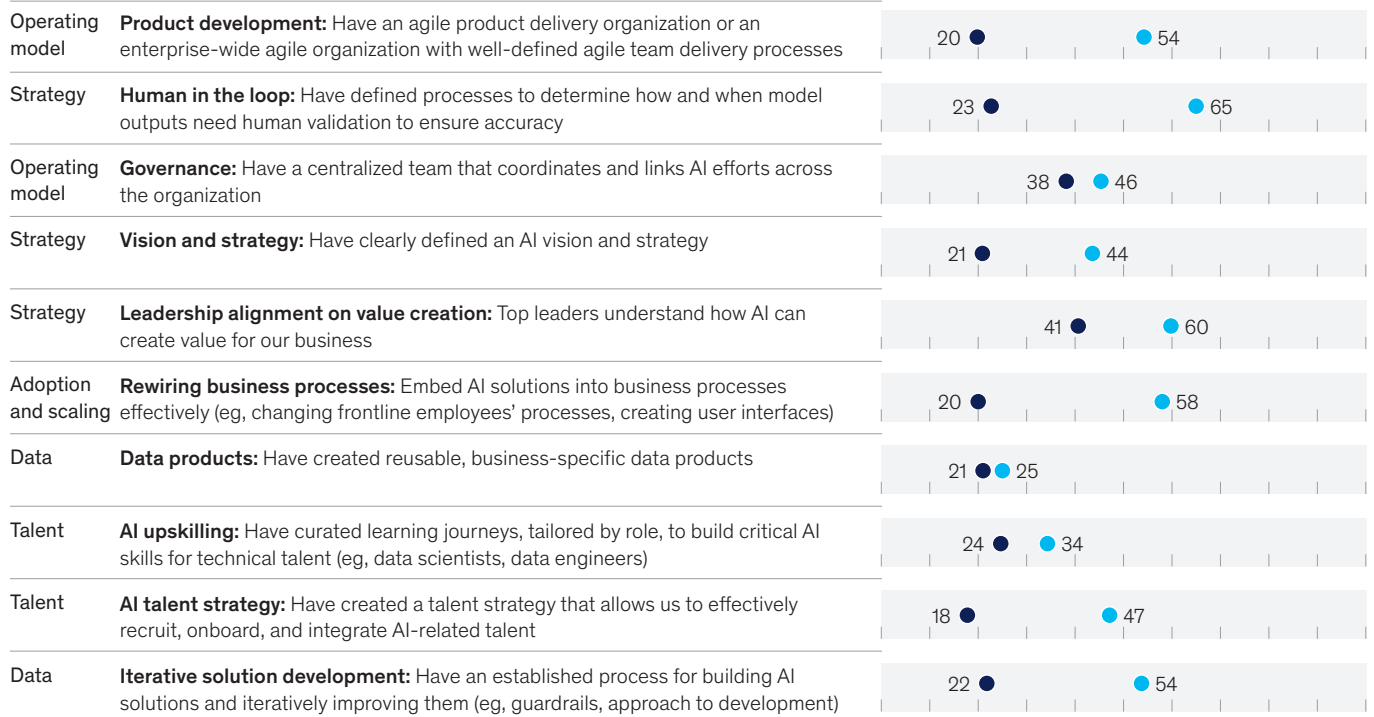 Operating model
Product development: Have an agile product delivery organization or an
enterprise-wide agile organization with well-defined agile team delivery processes
20 54
Strategy
Human in the loop: Have defined processes to determine how and when model
outputs need human validation to ensure accuracy
23 65
Operating model
Governance: Have a centralized team that coordinates and links AI efforts across
the organization
38 46
Strategy
Vision and strategy: Have clearly defined an AI vision and strategy
21 44
Strategy
Leadership alignment on value creation: Top leaders understand how AI can
create value for our business
41 60
Adoption and scaling
Rewiring business processes: Embed AI solutions into business processes
effectively (eg, changing frontline employees’ processes, creating user interfaces)
20 58
Data
Data products: Have created reusable, business-specific data products
21 25
Talent
AI upskilling: Have curated learning journeys, tailored by role, to build critical AI
skills for technical talent (eg, data scientists, data engineers)
24 34
Talent
AI talent strategy: Have created a talent strategy that allows us to effectively
recruit, onboard, and integrate AI-related talent
18 47
Data
Iterative solution development: Have an established process for building AI
solutions and iteratively improving them (eg, guardrails, approach to development)
22 54